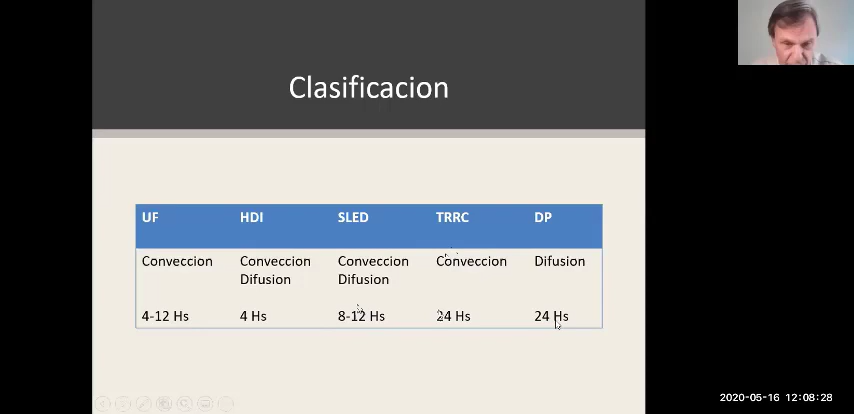 Clasificacion
UF HDI SLED TRRC DP
Conveccion Conveccion Conveccion Conveccion Difusion
Difusion Difusion
4-12 Hs 4 Hs 8-12 Hs 24 Hs 24 Hs
2020-05-16 12:08:28